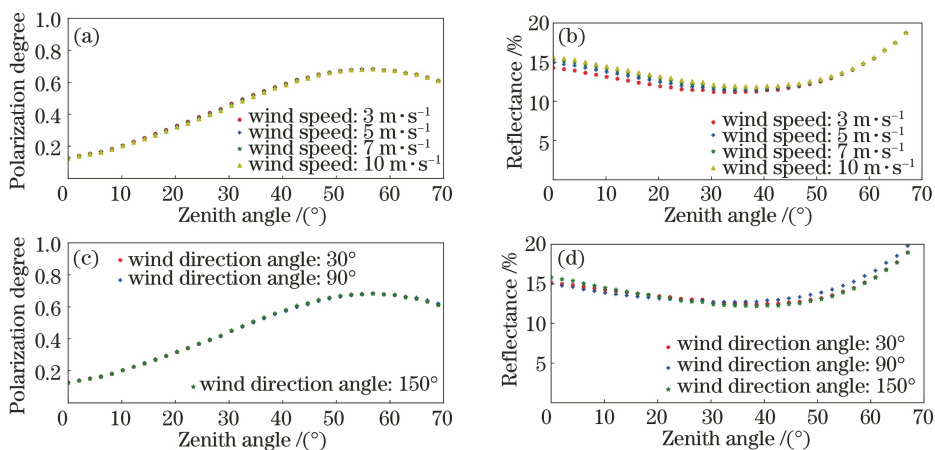 (a)
1.0
0.8
0.6
0.4
0.2
Polarization degree
wind speed: 3 m·s⁻¹
wind speed: 5 m·s⁻¹
wind speed: 7 m·s⁻¹
wind speed: 10 m·s⁻¹
0 10 20 30 40 50 60 70
Zenith angle /(°)
(b)
20
15
10
5
Reflectance /%
wind speed: 3 m·s⁻¹
wind speed: 5 m·s⁻¹
wind speed: 7 m·s⁻¹
wind speed: 10 m·s⁻¹
0 10 20 30 40 50 60 70
Zenith angle /(°)
(c)
1.0
0.8
0.6
0.4
0.2
Polarization degree
wind direction angle: 30°
wind direction angle: 90°
wind direction angle: 150°
0 10 20 30 40 50 60 70
Zenith angle /(°)
(d)
20
15
10
5
Reflectance /%
wind direction angle: 30°
wind direction angle: 90°
wind direction angle: 150°
0 10 20 30 40 50 60 70
Zenith angle /(°)